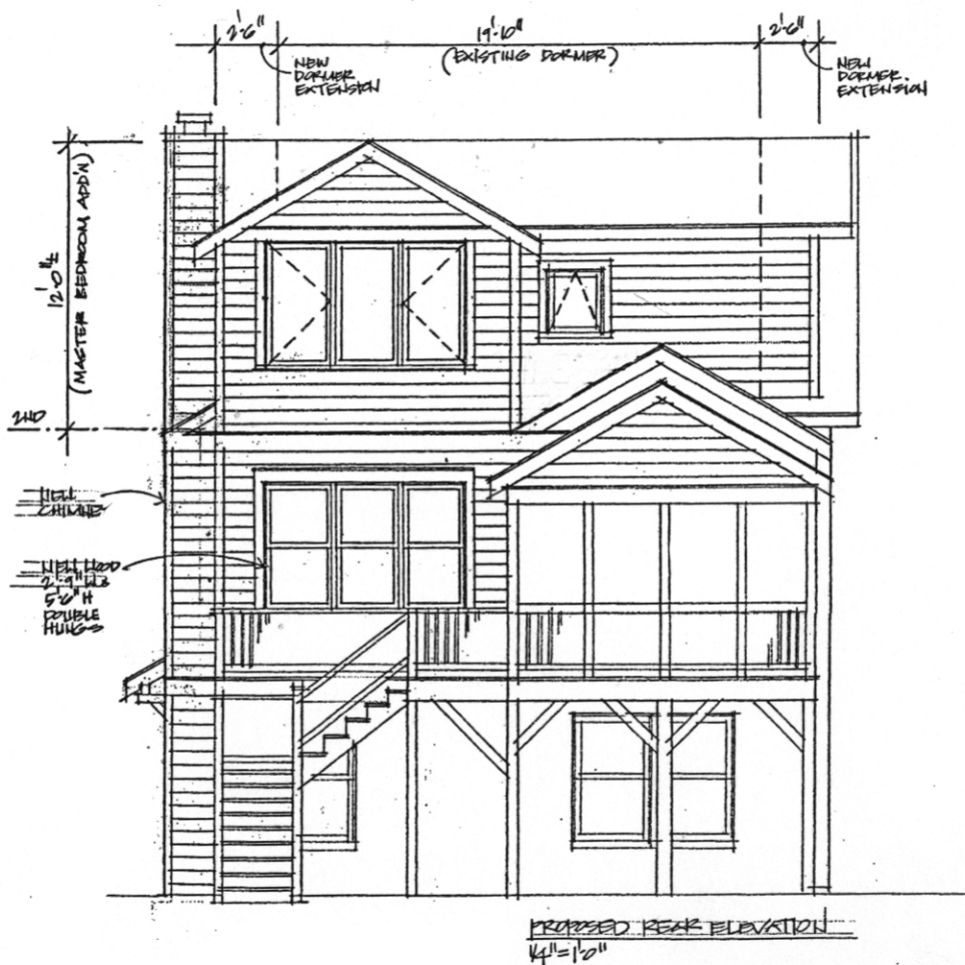 2'-6"
19'-10"
(EXISTING DORMER)
2'-6"
NEW
DORMER
EXTENSION
NEW
DORMER.
EXTENSION
12'-0"±
(MASTER BEDROOM ADD'N)
2ND
NEW
CHIMNEY
NEW WOOD
2'-9" W
5'-6" H
DOUBLE
HUNGS
PROPOSED REAR ELEVATION
1/4"=1'-0"